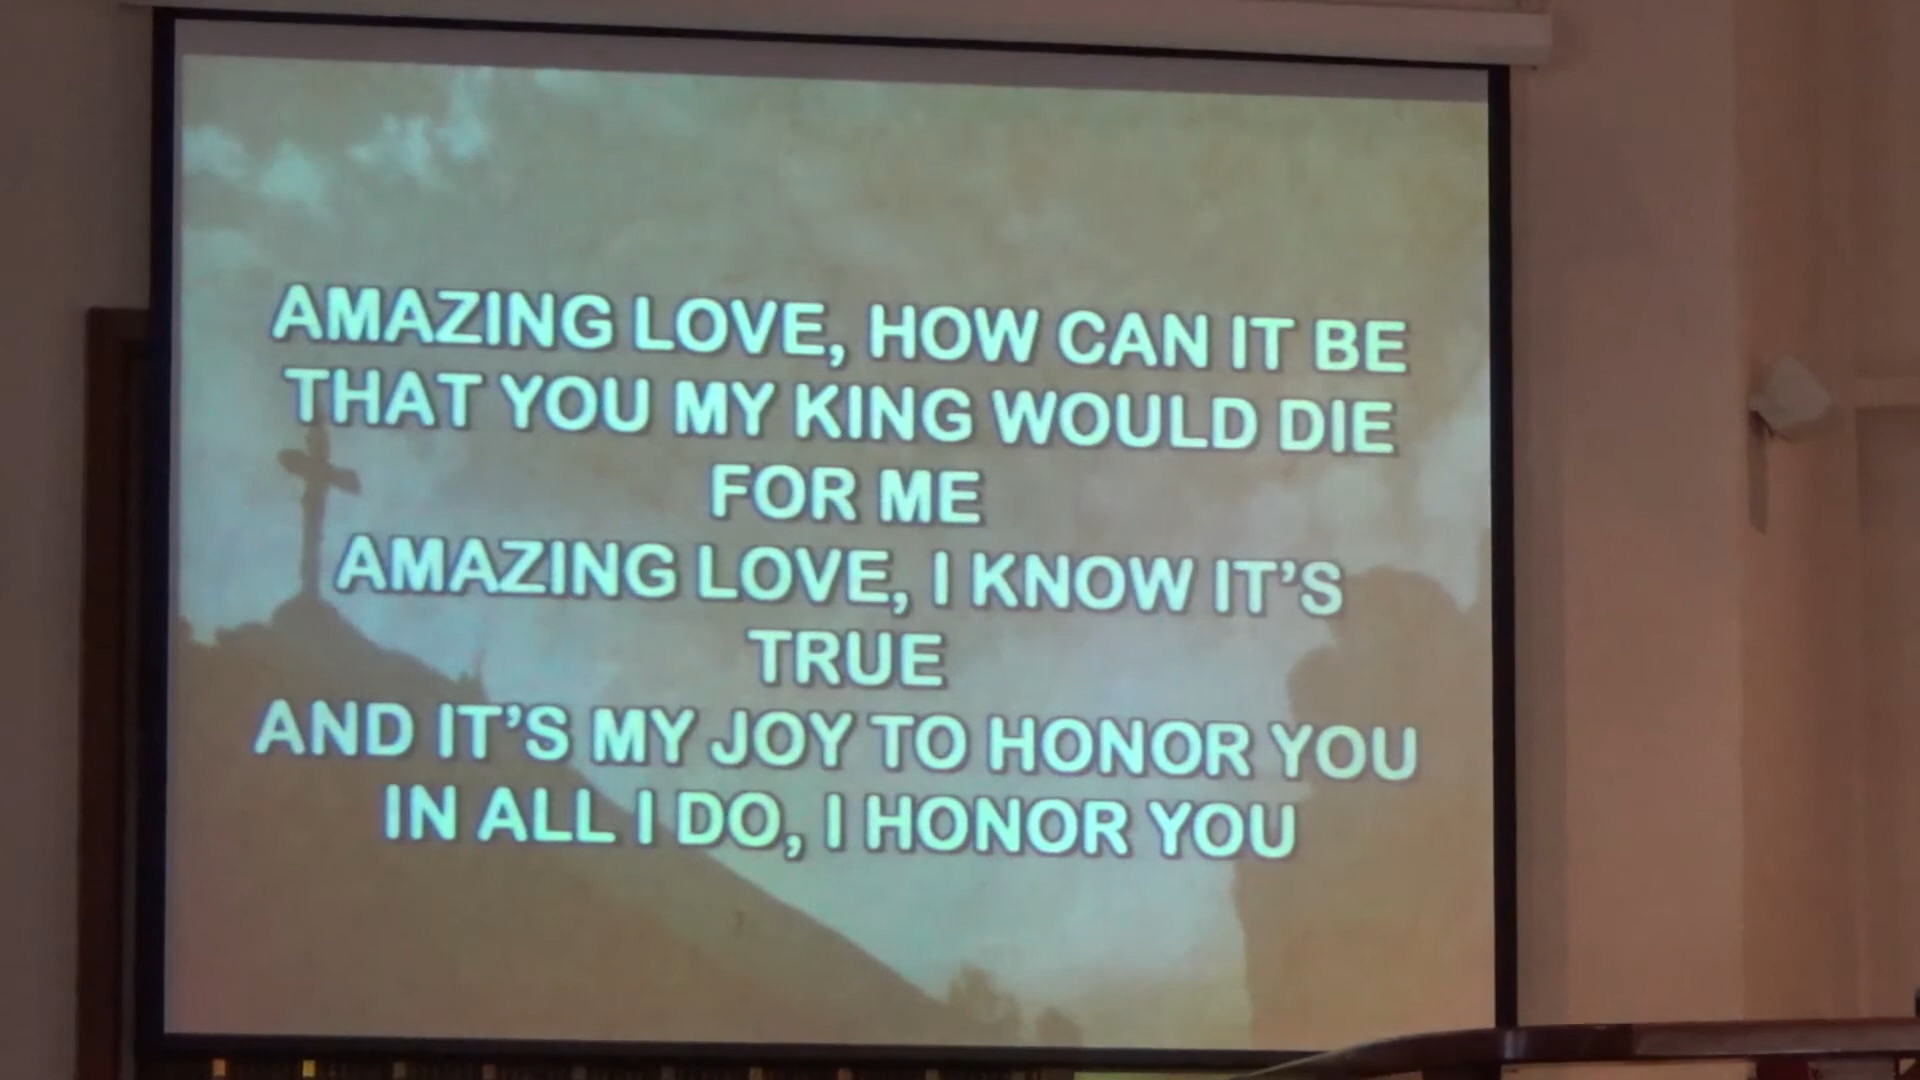 AMAZING LOVE, HOW CAN IT BE
THAT YOU MY KING WOULD DIE
FOR ME
AMAZING LOVE, I KNOW IT'S
TRUE
AND IT'S MY JOY TO HONOR YOU
IN ALL I DO, I HONOR YOU